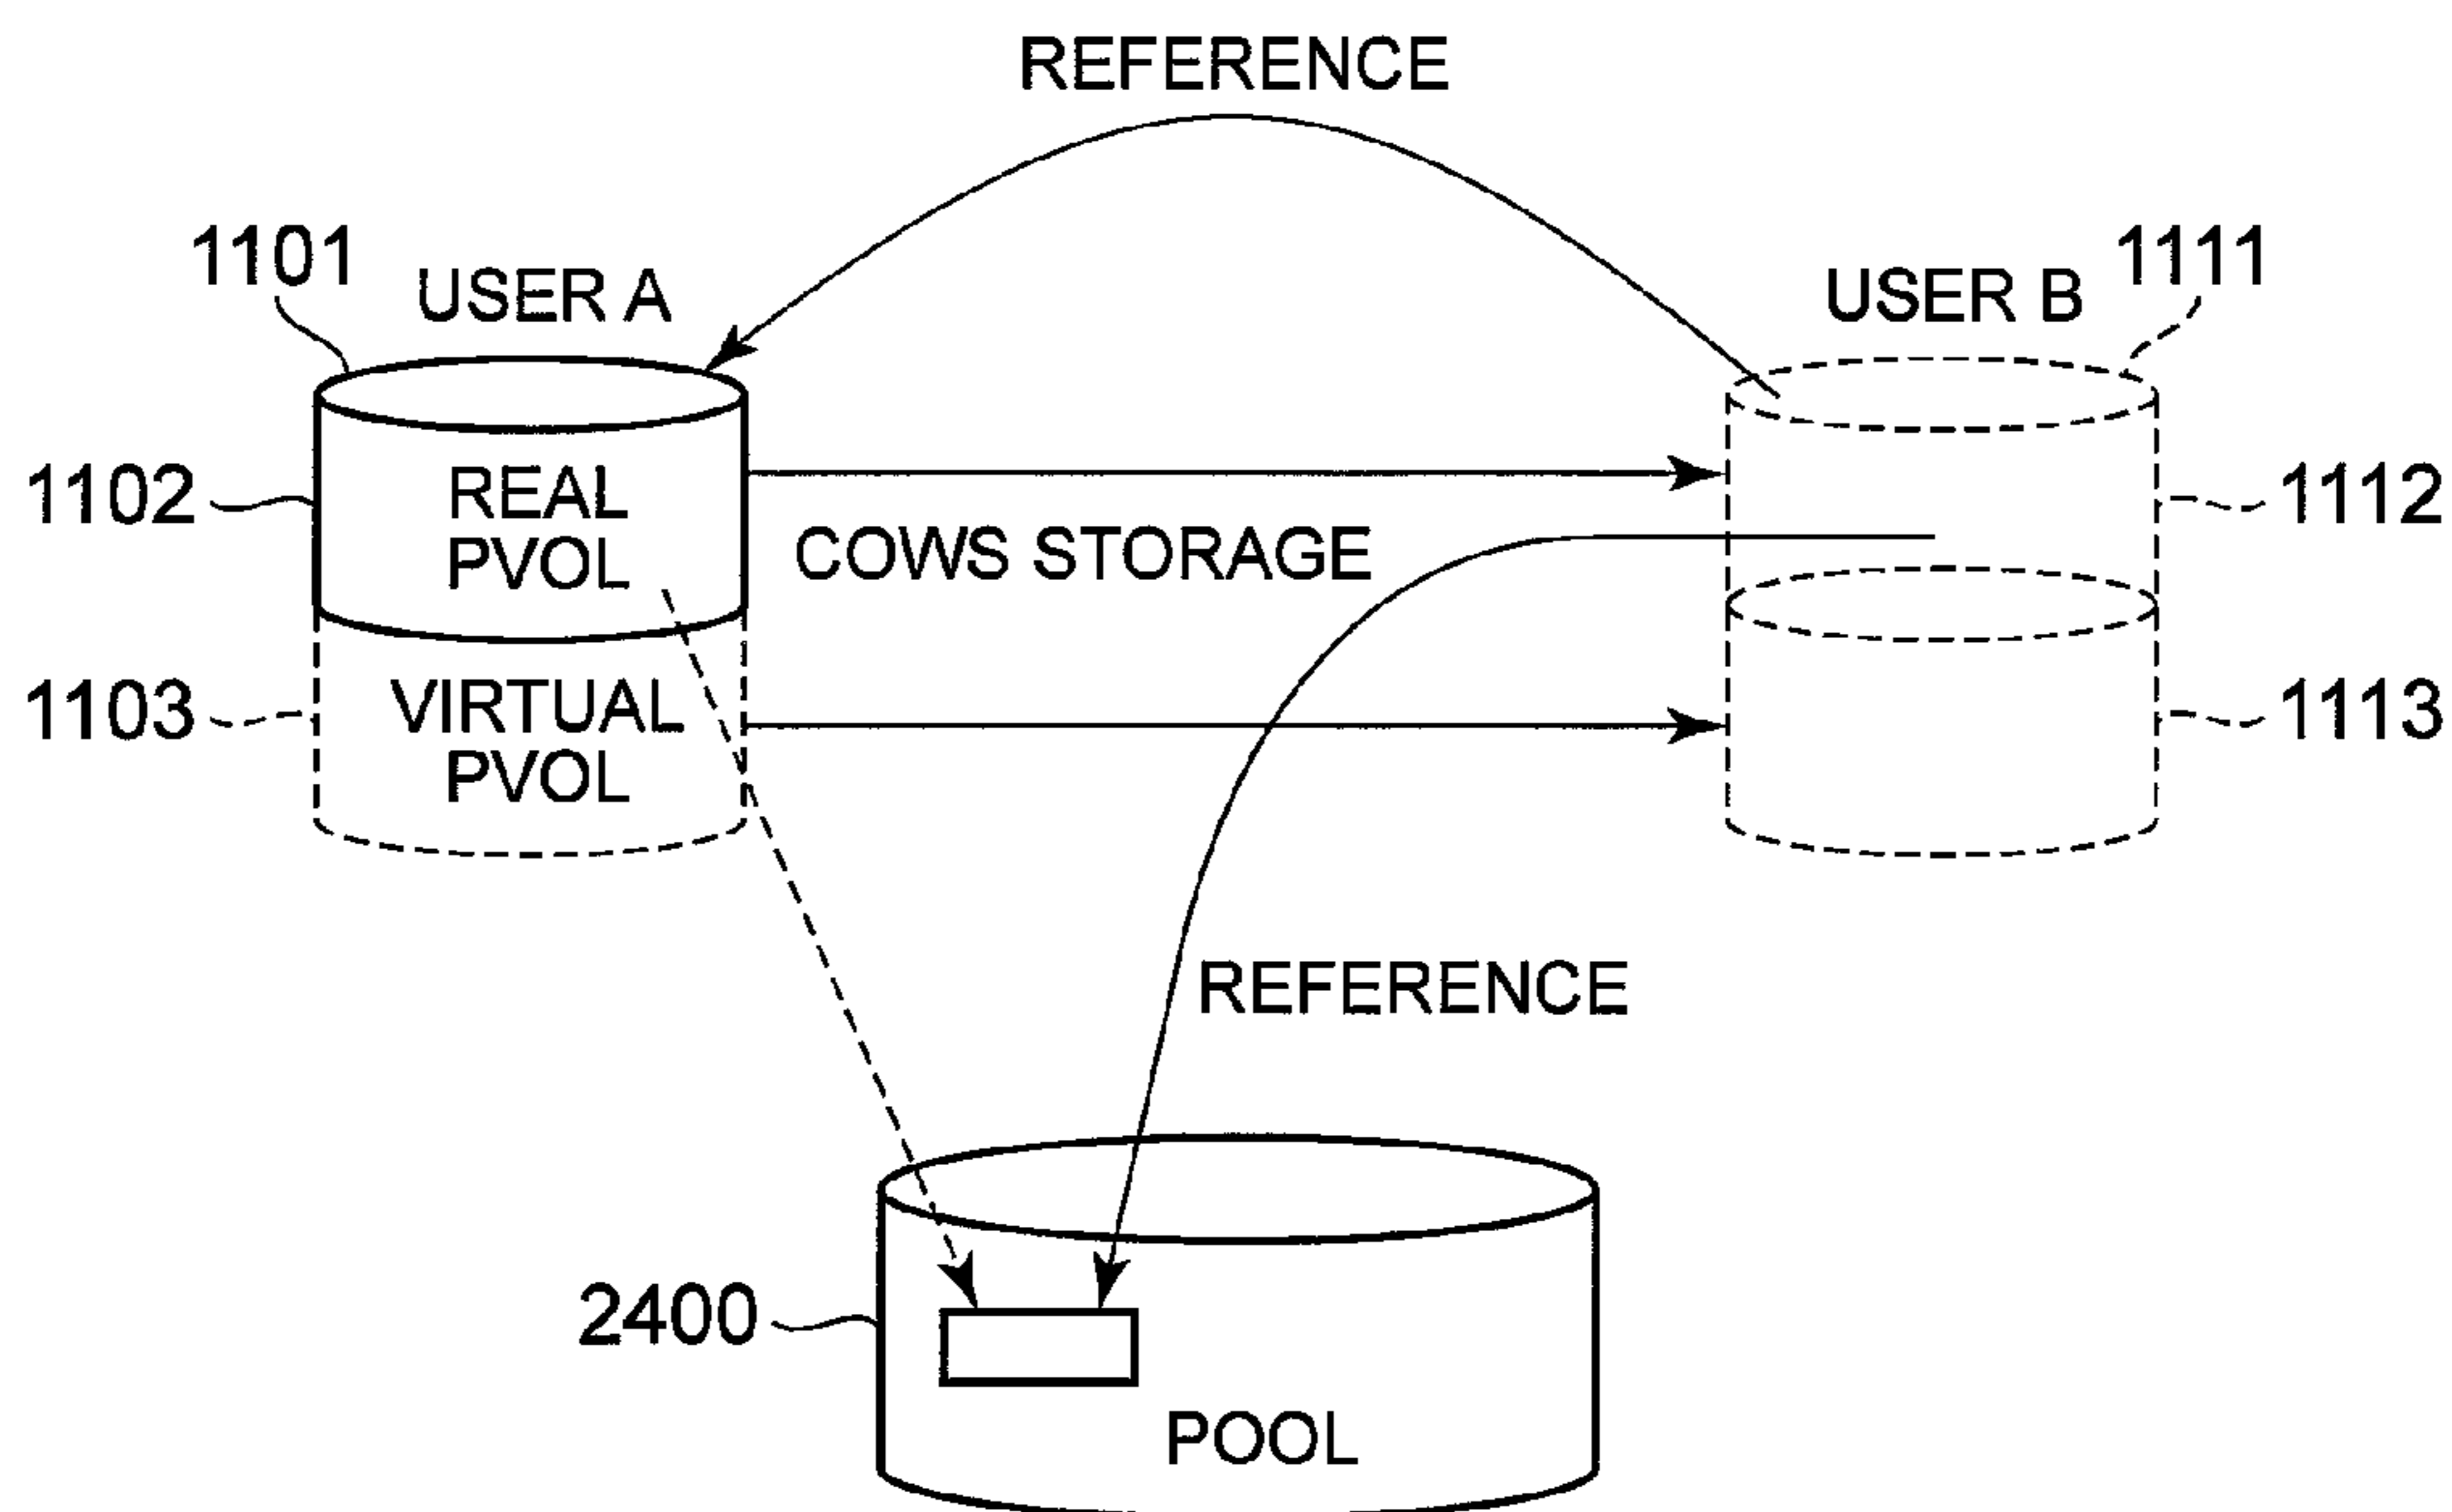 REFERENCE
1101
USER A
USER B
1111
1102
REAL
PVOL
COWS STORAGE
1112
1103
VIRTUAL
PVOL
1113
REFERENCE
2400
POOL